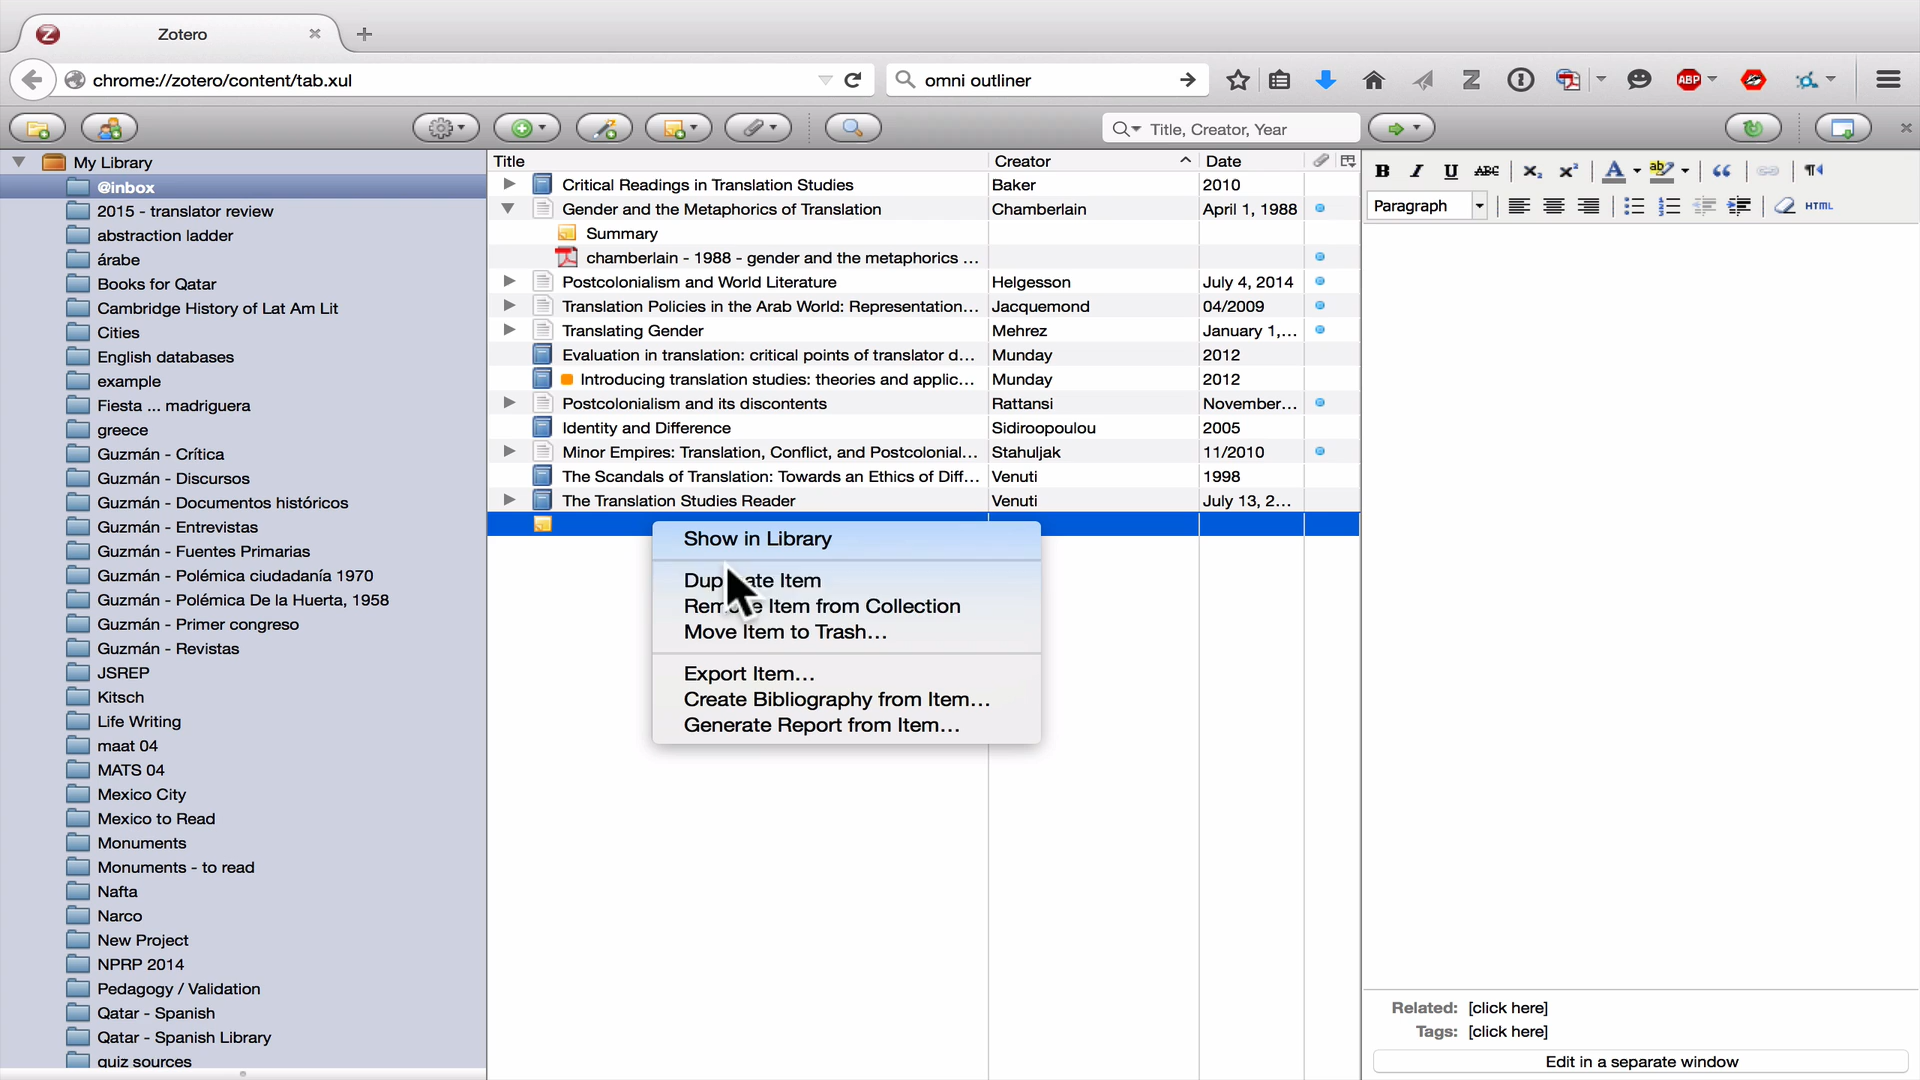 Zotero
chrome://zotero/content/tab.xul
omni outliner
ABP
Title, Creator, Year
My Library
@inbox
2015 - translator review
abstraction ladder
árabe
Books for Qatar
Cambridge History of Lat Am Lit
Cities
English databases
example
Fiesta ... madriguera
greece
Guzmán - Crítica
Guzmán - Discursos
Guzmán - Documentos históricos
Guzmán - Entrevistas
Guzmán - Fuentes Primarias
Guzmán - Polémica ciudadanía 1970
Guzmán - Polémica De la Huerta, 1958
Guzmán - Primer congreso
Guzmán - Revistas
JSREP
Kitsch
Life Writing
maat 04
MATS 04
Mexico City
Mexico to Read
Monuments
Monuments - to read
Nafta
Narco
New Project
NPRP 2014
Pedagogy / Validation
Qatar - Spanish
Qatar - Spanish Library
quiz sources
Title Creator Date
Critical Readings in Translation Studies Baker 2010
Gender and the Metaphorics of Translation Chamberlain April 1, 1988
Summary
chamberlain - 1988 - gender and the metaphorics ...
Postcolonialism and World Literature Helgesson July 4, 2014
Translation Policies in the Arab World: Representation... Jacquemond 04/2009
Translating Gender Mehrez January 1,...
Evaluation in translation: critical points of translator d... Munday 2012
Introducing translation studies: theories and applic... Munday 2012
Postcolonialism and its discontents Rattansi November...
Identity and Difference Sidiroopoulou 2005
Minor Empires: Translation, Conflict, and Postcolonial... Stahuljak 11/2010
The Scandals of Translation: Towards an Ethics of Diff... Venuti 1998
The Translation Studies Reader Venuti July 13, 2...
Show in Library
Duplicate Item
Remove Item from Collection
Move Item to Trash...
Export Item...
Create Bibliography from Item...
Generate Report from Item...
B I U ABC X₂ X² A ab
Paragraph HTML
Related: [click here]
Tags: [click here]
Edit in a separate window